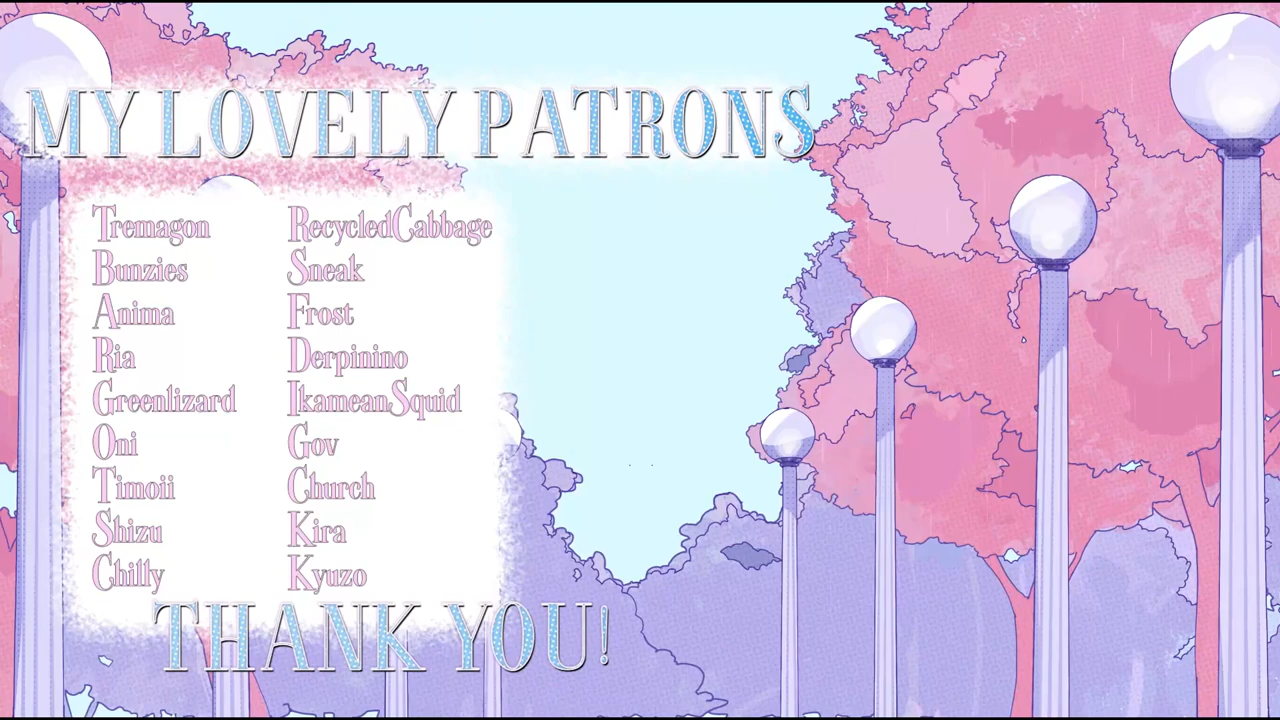 MY LOVELY PATRONS
Tremagon
Bunzies
Anima
Ria
Greenlizard
Oni
Timoii
Shizu
Chilly
RecycledCabbage
Sneak
Frost
Derpinino
IkameanSquid
Gov
Church
Kira
Kyuzo
THANK YOU!